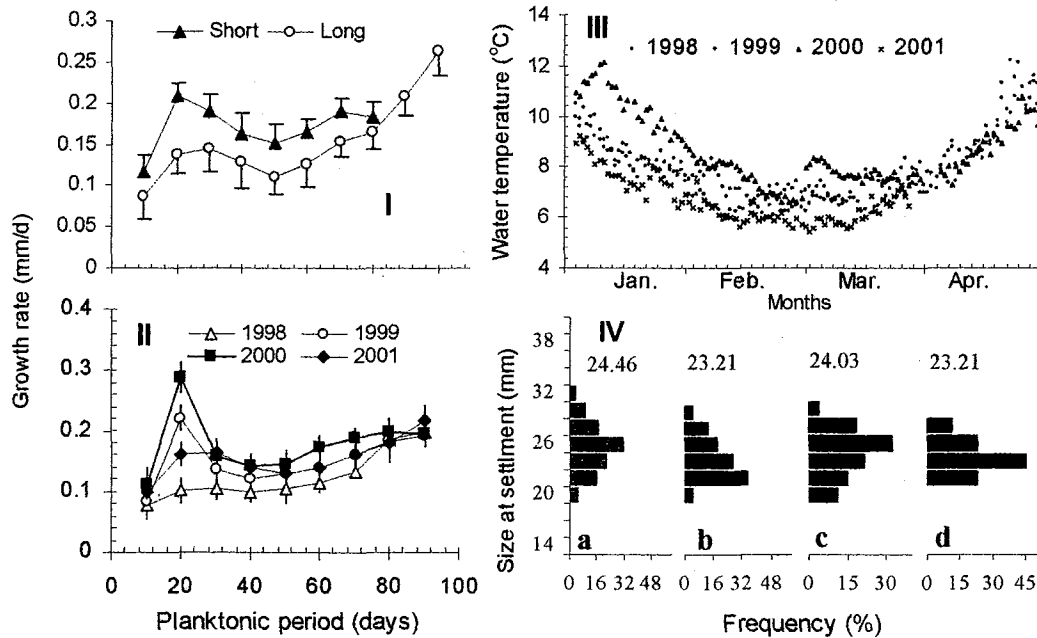 Growth rate (mm/d)
0.3
0.25
0.2
0.15
0.1
0.05
0
Short
Long
I
0.4
0.3
0.2
0.1
0
II
1998
1999
2000
2001
0
20
40
60
80
100
Planktonic period (days)
Water temperature (°C)
14
12
10
8
6
4
III
1998
1999
2000
2001
Jan.
Feb.
Mar.
Apr.
Months
Size at settlment (mm)
38
32
26
20
14
IV
24.46
23.21
24.03
23.21
a
b
c
d
0 16 32 48
0 16 32 48
0 15 30
0 15 30 45
Frequency (%)